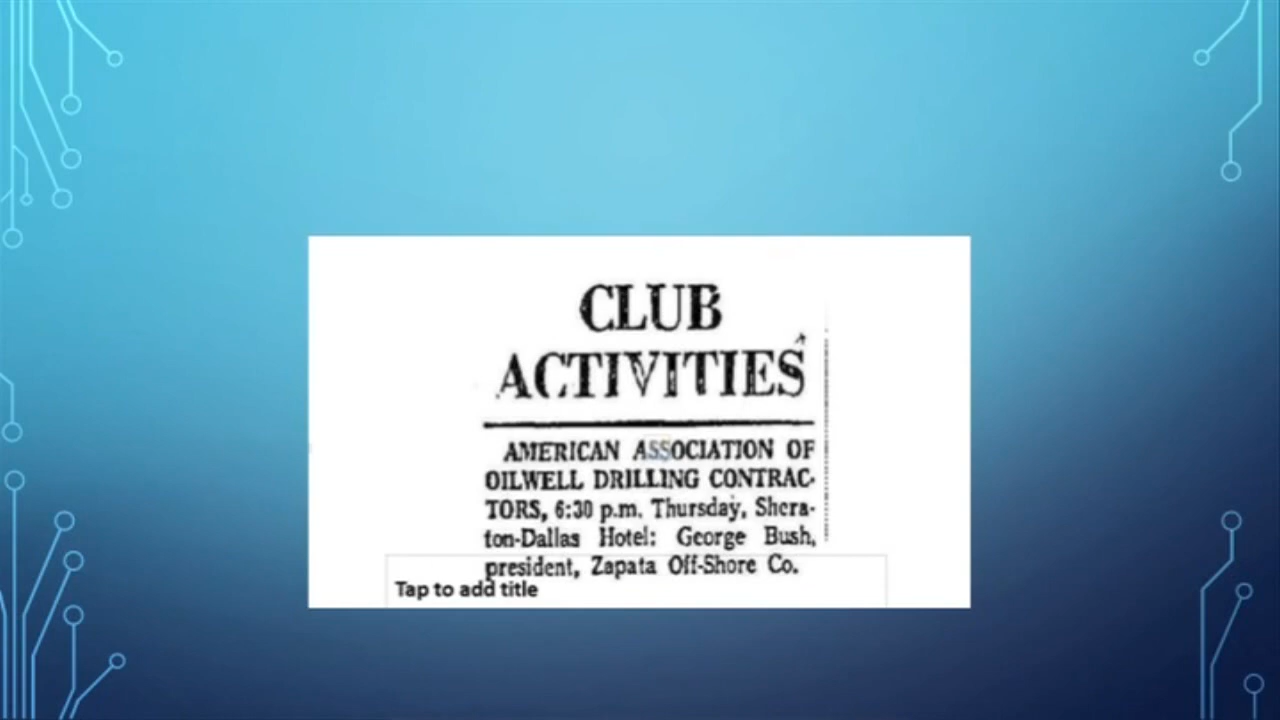 CLUB
ACTIVITIES
AMERICAN ASSOCIATION OF
OILWELL DRILLING CONTRAC-
TORS, 6:30 p.m. Thursday, Shera-
ton-Dallas Hotel: George Bush,
president, Zapata Off-Shore Co.
Tap to add title